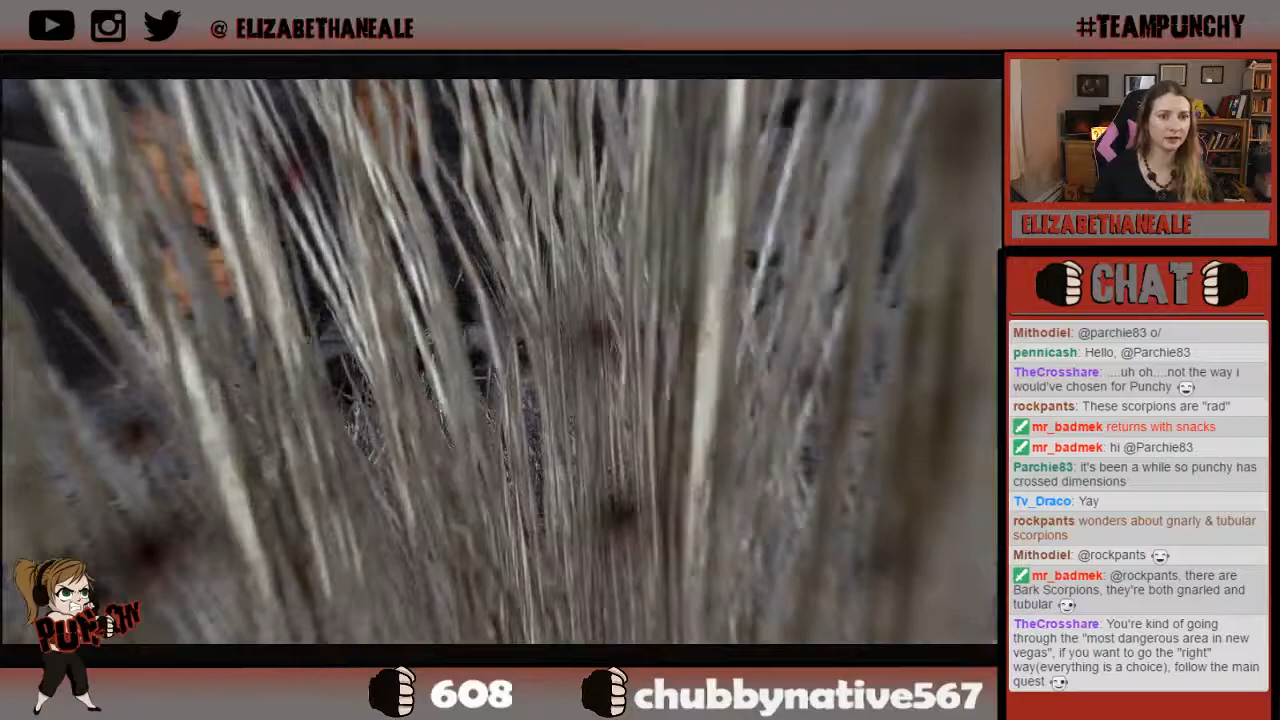 @ ELIZABETHANEALE
#TEAMPUNCHY
ELIZABETHANEALE
CHAT
Mithodiel: @parchie83 o/
pennicash: Hello, @Parchie83
TheCrosshare: ....uh oh....not the way i
would've chosen for Punchy
rockpants: These scorpions are "rad"
mr_badmek returns with snacks
mr_badmek: hi @Parchie83
Parchie83: it's been a while so punchy has
crossed dimensions
Tv_Draco: Yay
rockpants wonders about gnarly & tubular
scorpions
Mithodiel: @rockpants
mr_badmek: @rockpants, there are
Bark Scorpions, they're both gnarled and
tubular
TheCrosshare: You're kind of going
through the "most dangerous area in new
vegas", if you want to go the "right"
way(everything is a choice), follow the main
quest
PUNCHY
608
chubbynative567